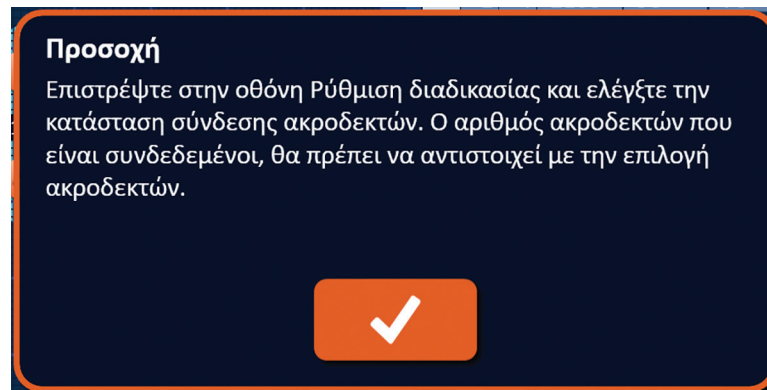 Προσοχή
Επιστρέψτε στην οθόνη Ρύθμιση διαδικασίας και ελέγξτε την
κατάσταση σύνδεσης ακροδεκτών. Ο αριθμός ακροδεκτών που
είναι συνδεδεμένοι, θα πρέπει να αντιστοιχεί με την επιλογή
ακροδεκτών.